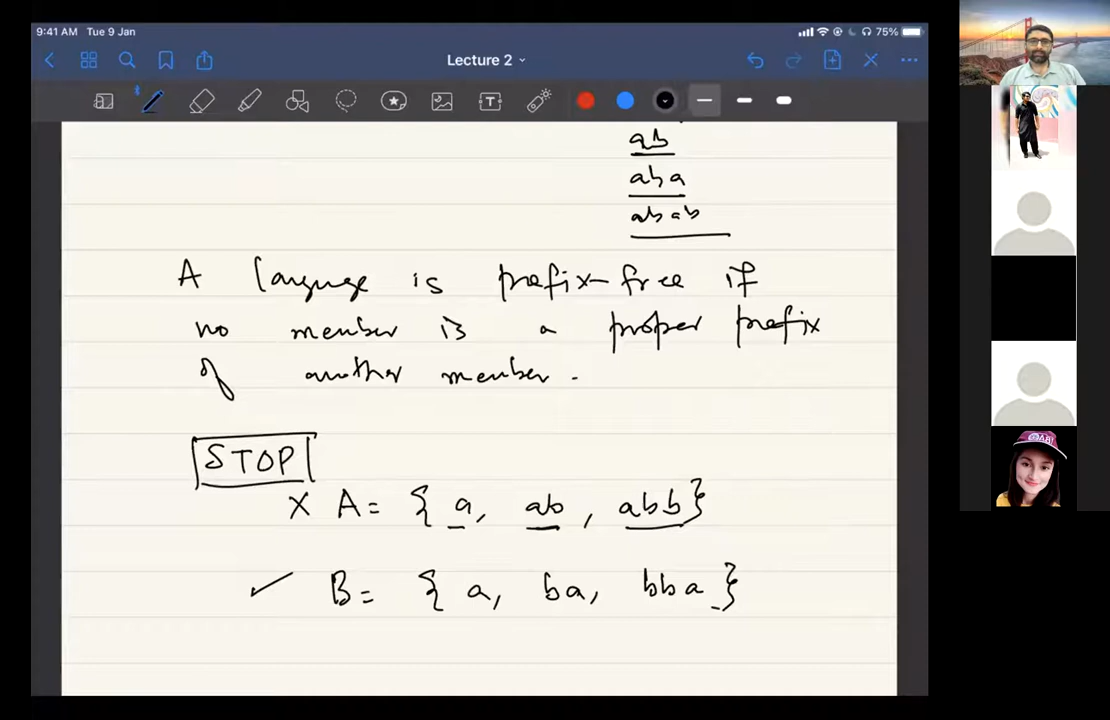 9:41 AM Tue 9 Jan
75%
Lecture 2
T
ab
aba
abab
A language is prefix-free if
no member is a proper prefix
of another member.
STOP
X A = { a, ab, abb }
✓ B = { a, ba, bba }